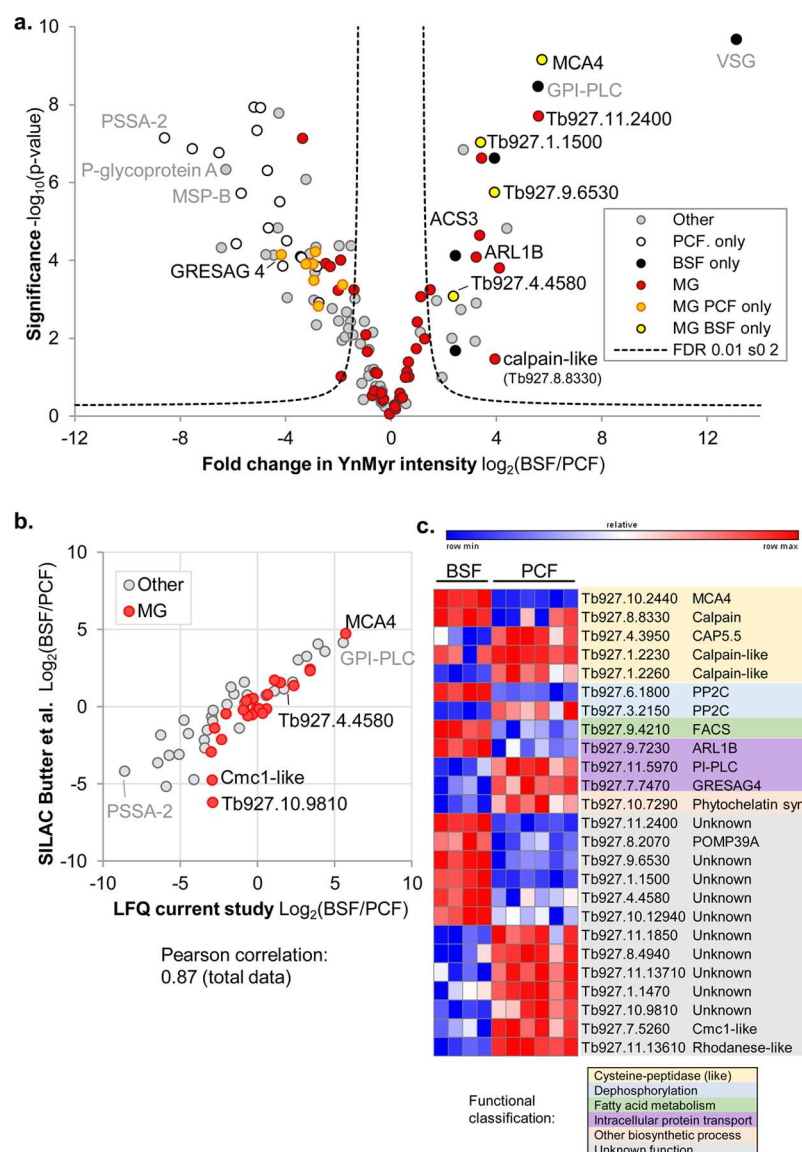 a.
10
8
6
4
2
0
-12
-8
-4
0
4
8
12
Significance -log10(p-value)
Fold change in YnMyr intensity log2(BSF/PCF)
MCA4
VSG
GPI-PLC
Tb927.11.2400
PSSA-2
Tb927.1.1500
P-glycoprotein A
MSP-B
Tb927.9.6530
ACS3
ARL1B
GRESAG 4
Tb927.4.4580
calpain-like
(Tb927.8.8330)
Other
PCF. only
BSF only
MG
MG PCF only
MG BSF only
FDR 0.01 s0 2
b.
SILAC Butter et al. Log2(BSF/PCF)
10
5
0
-5
-10
-10
-5
0
5
10
Other
MG
MCA4
GPI-PLC
Tb927.4.4580
Cmc1-like
PSSA-2
Tb927.10.9810
LFQ current study Log2(BSF/PCF)
Pearson correlation:
0.87 (total data)
c.
relative
row min
row max
BSF PCF
Tb927.10.2440 MCA4
Tb927.8.8330 Calpain
Tb927.4.3950 CAP5.5
Tb927.1.2230 Calpain-like
Tb927.1.2260 Calpain-like
Tb927.6.1800 PP2C
Tb927.3.2150 PP2C
Tb927.9.4210 FACS
Tb927.9.7230 ARL1B
Tb927.11.5970 PI-PLC
Tb927.7.7470 GRESAG4
Tb927.10.7290 Phytochelatin syn
Tb927.11.2400 Unknown
Tb927.8.2070 POMP39A
Tb927.9.6530 Unknown
Tb927.1.1500 Unknown
Tb927.4.4580 Unknown
Tb927.10.12940 Unknown
Tb927.11.1850 Unknown
Tb927.8.4940 Unknown
Tb927.11.13710 Unknown
Tb927.1.1470 Unknown
Tb927.10.9810 Unknown
Tb927.7.5260 Cmc1-like
Tb927.11.13610 Rhodanese-like
Functional
classification:
Cysteine-peptidase (like)
Dephosphorylation
Fatty acid metabolism
Intracellular protein transport
Other biosynthetic process
Unknown function